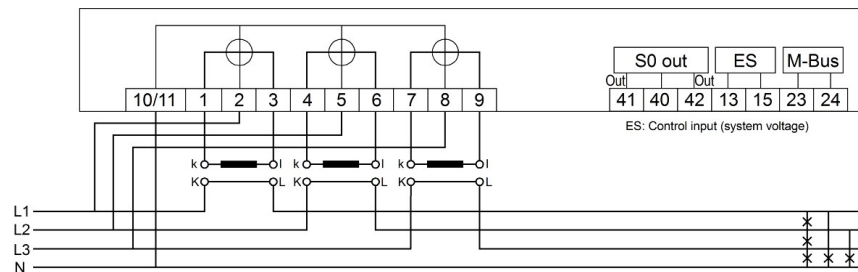 S0 out ES M-Bus
Out Out
10/11 1 2 3 4 5 6 7 8 9 41 40 42 13 15 23 24
ES: Control input (system voltage)
k l k l k l
K L K L K L
L1
L2
L3
N